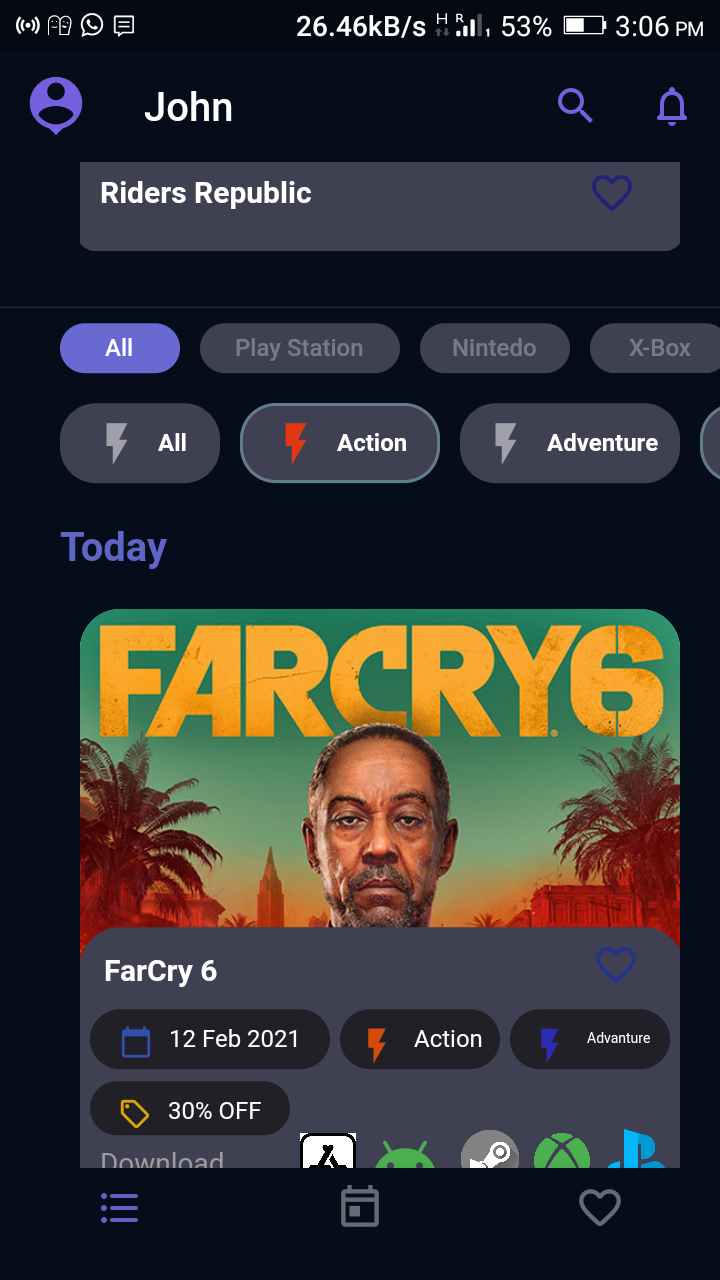 26.46kB/s H R 1 53% 3:06 PM
John
Riders Republic
All Play Station Nintedo X-Box
All Action Adventure
Today
FARCRY6
FarCry 6
12 Feb 2021 Action Advanture
30% OFF
Download